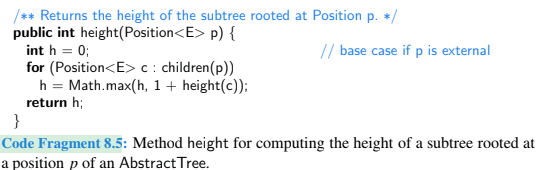 /** Returns the height of the subtree rooted at Position p. */
public int height(Position<E> p) {
int h = 0; // base case if p is external
for (Position<E> c : children(p))
h = Math.max(h, 1 + height(c));
return h;
}
Code Fragment 8.5: Method height for computing the height of a subtree rooted at
a position p of an AbstractTree.